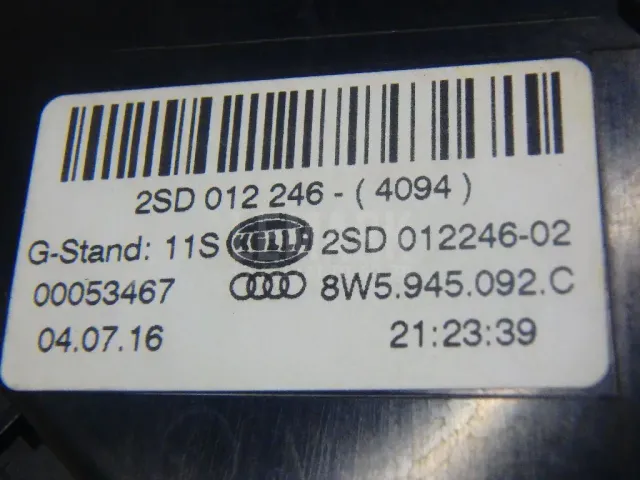 2SD 012 246 - ( 4094 )
G-Stand: 11S HELLA 2SD 012246-02
00053467 8W5.945.092.C
04.07.16 21:23:39